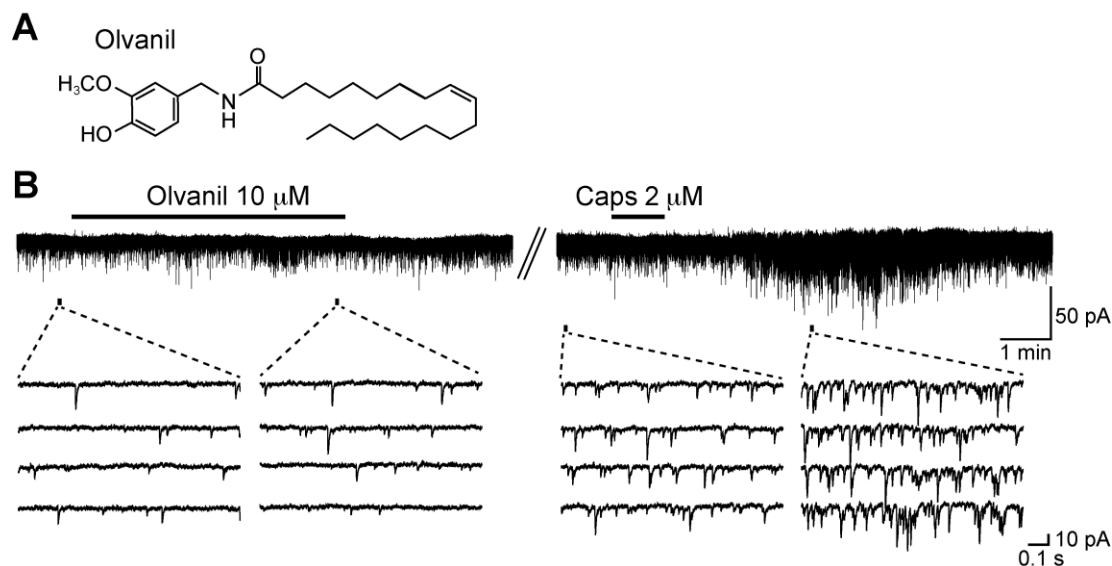 A
Olvanil
O
H₃CO
N
H
HO
B
Olvanil 10 μM
Caps 2 μM
50 pA
1 min
10 pA
0.1 s